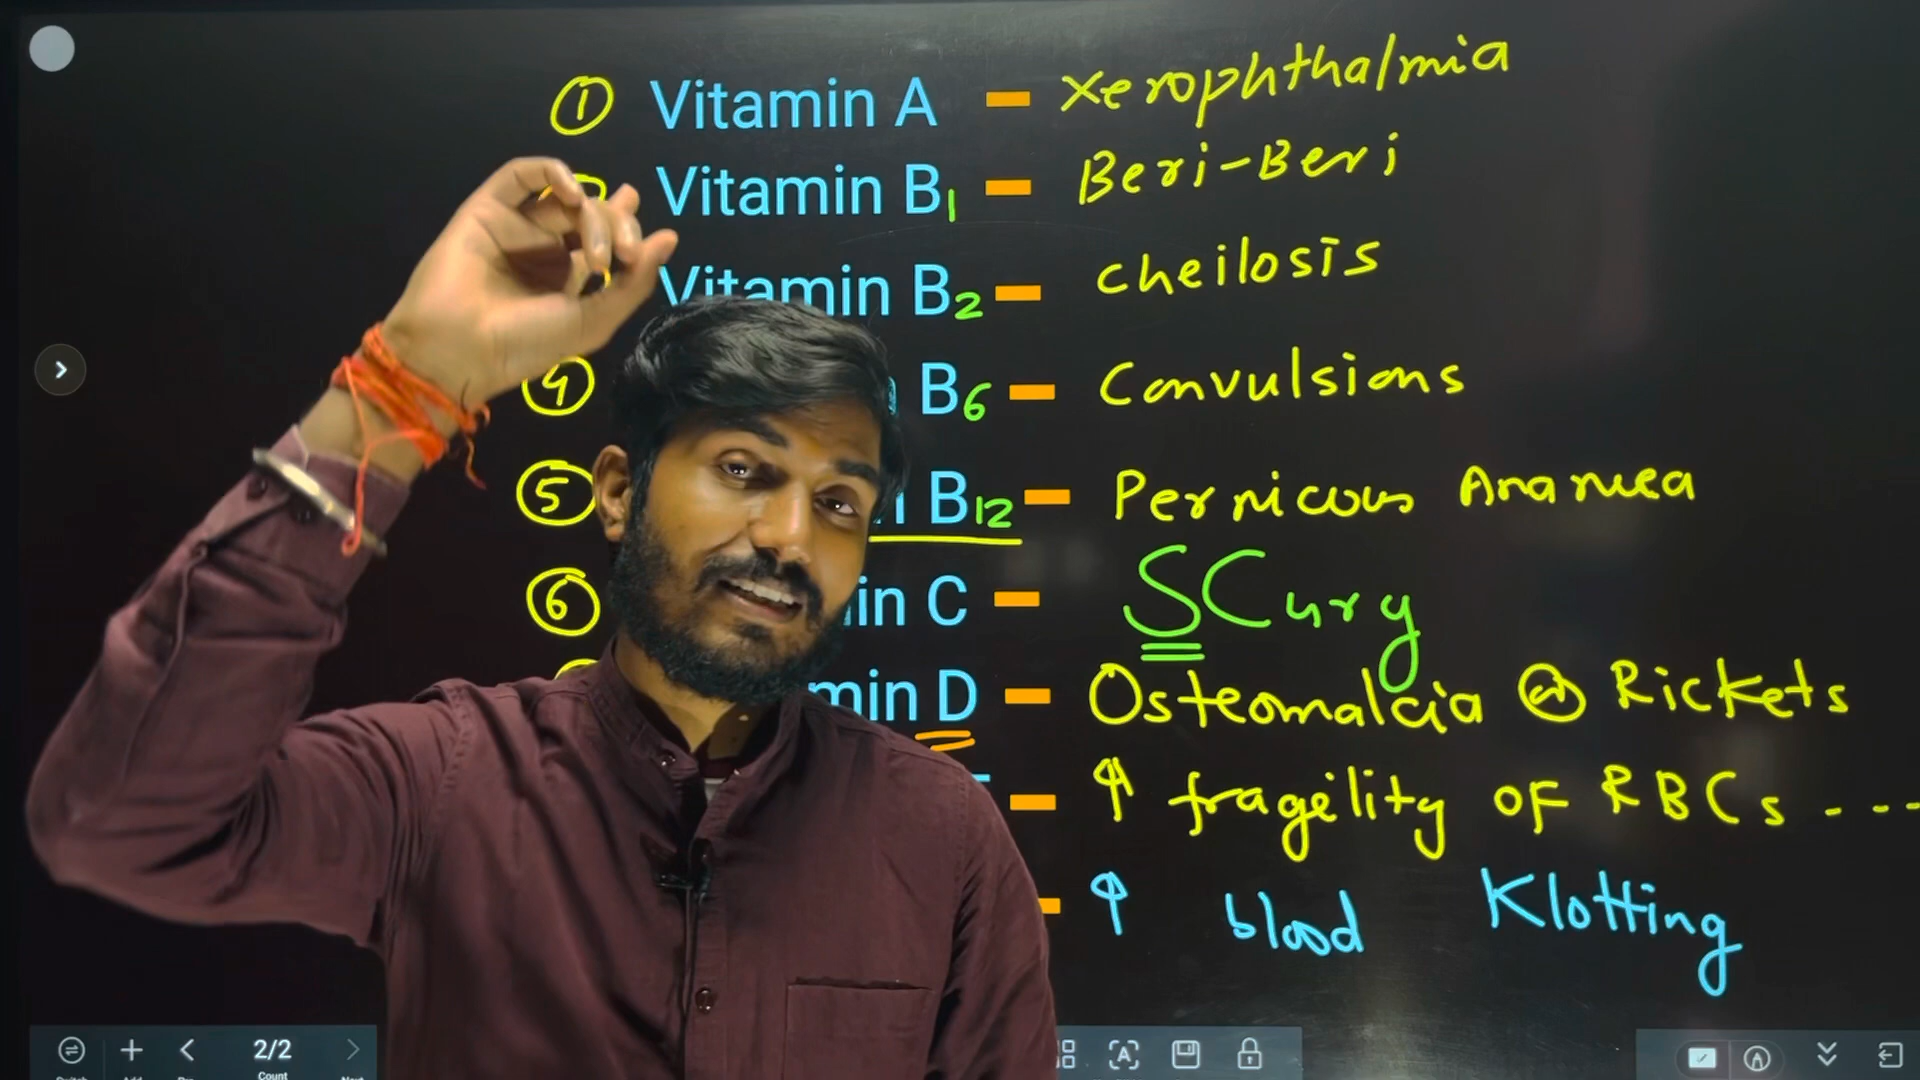 1 Vitamin A – Xerophthalmia
Vitamin B1 – Beri-Beri
Vitamin B2 – Cheilosis
4 B6 – Convulsions
5 B12 – Pernicous
6 in C – SCury
min D – Osteomalcia Rickets
↑ fragility OF RBCs ----
↑ blood Klotting
2/2
Count